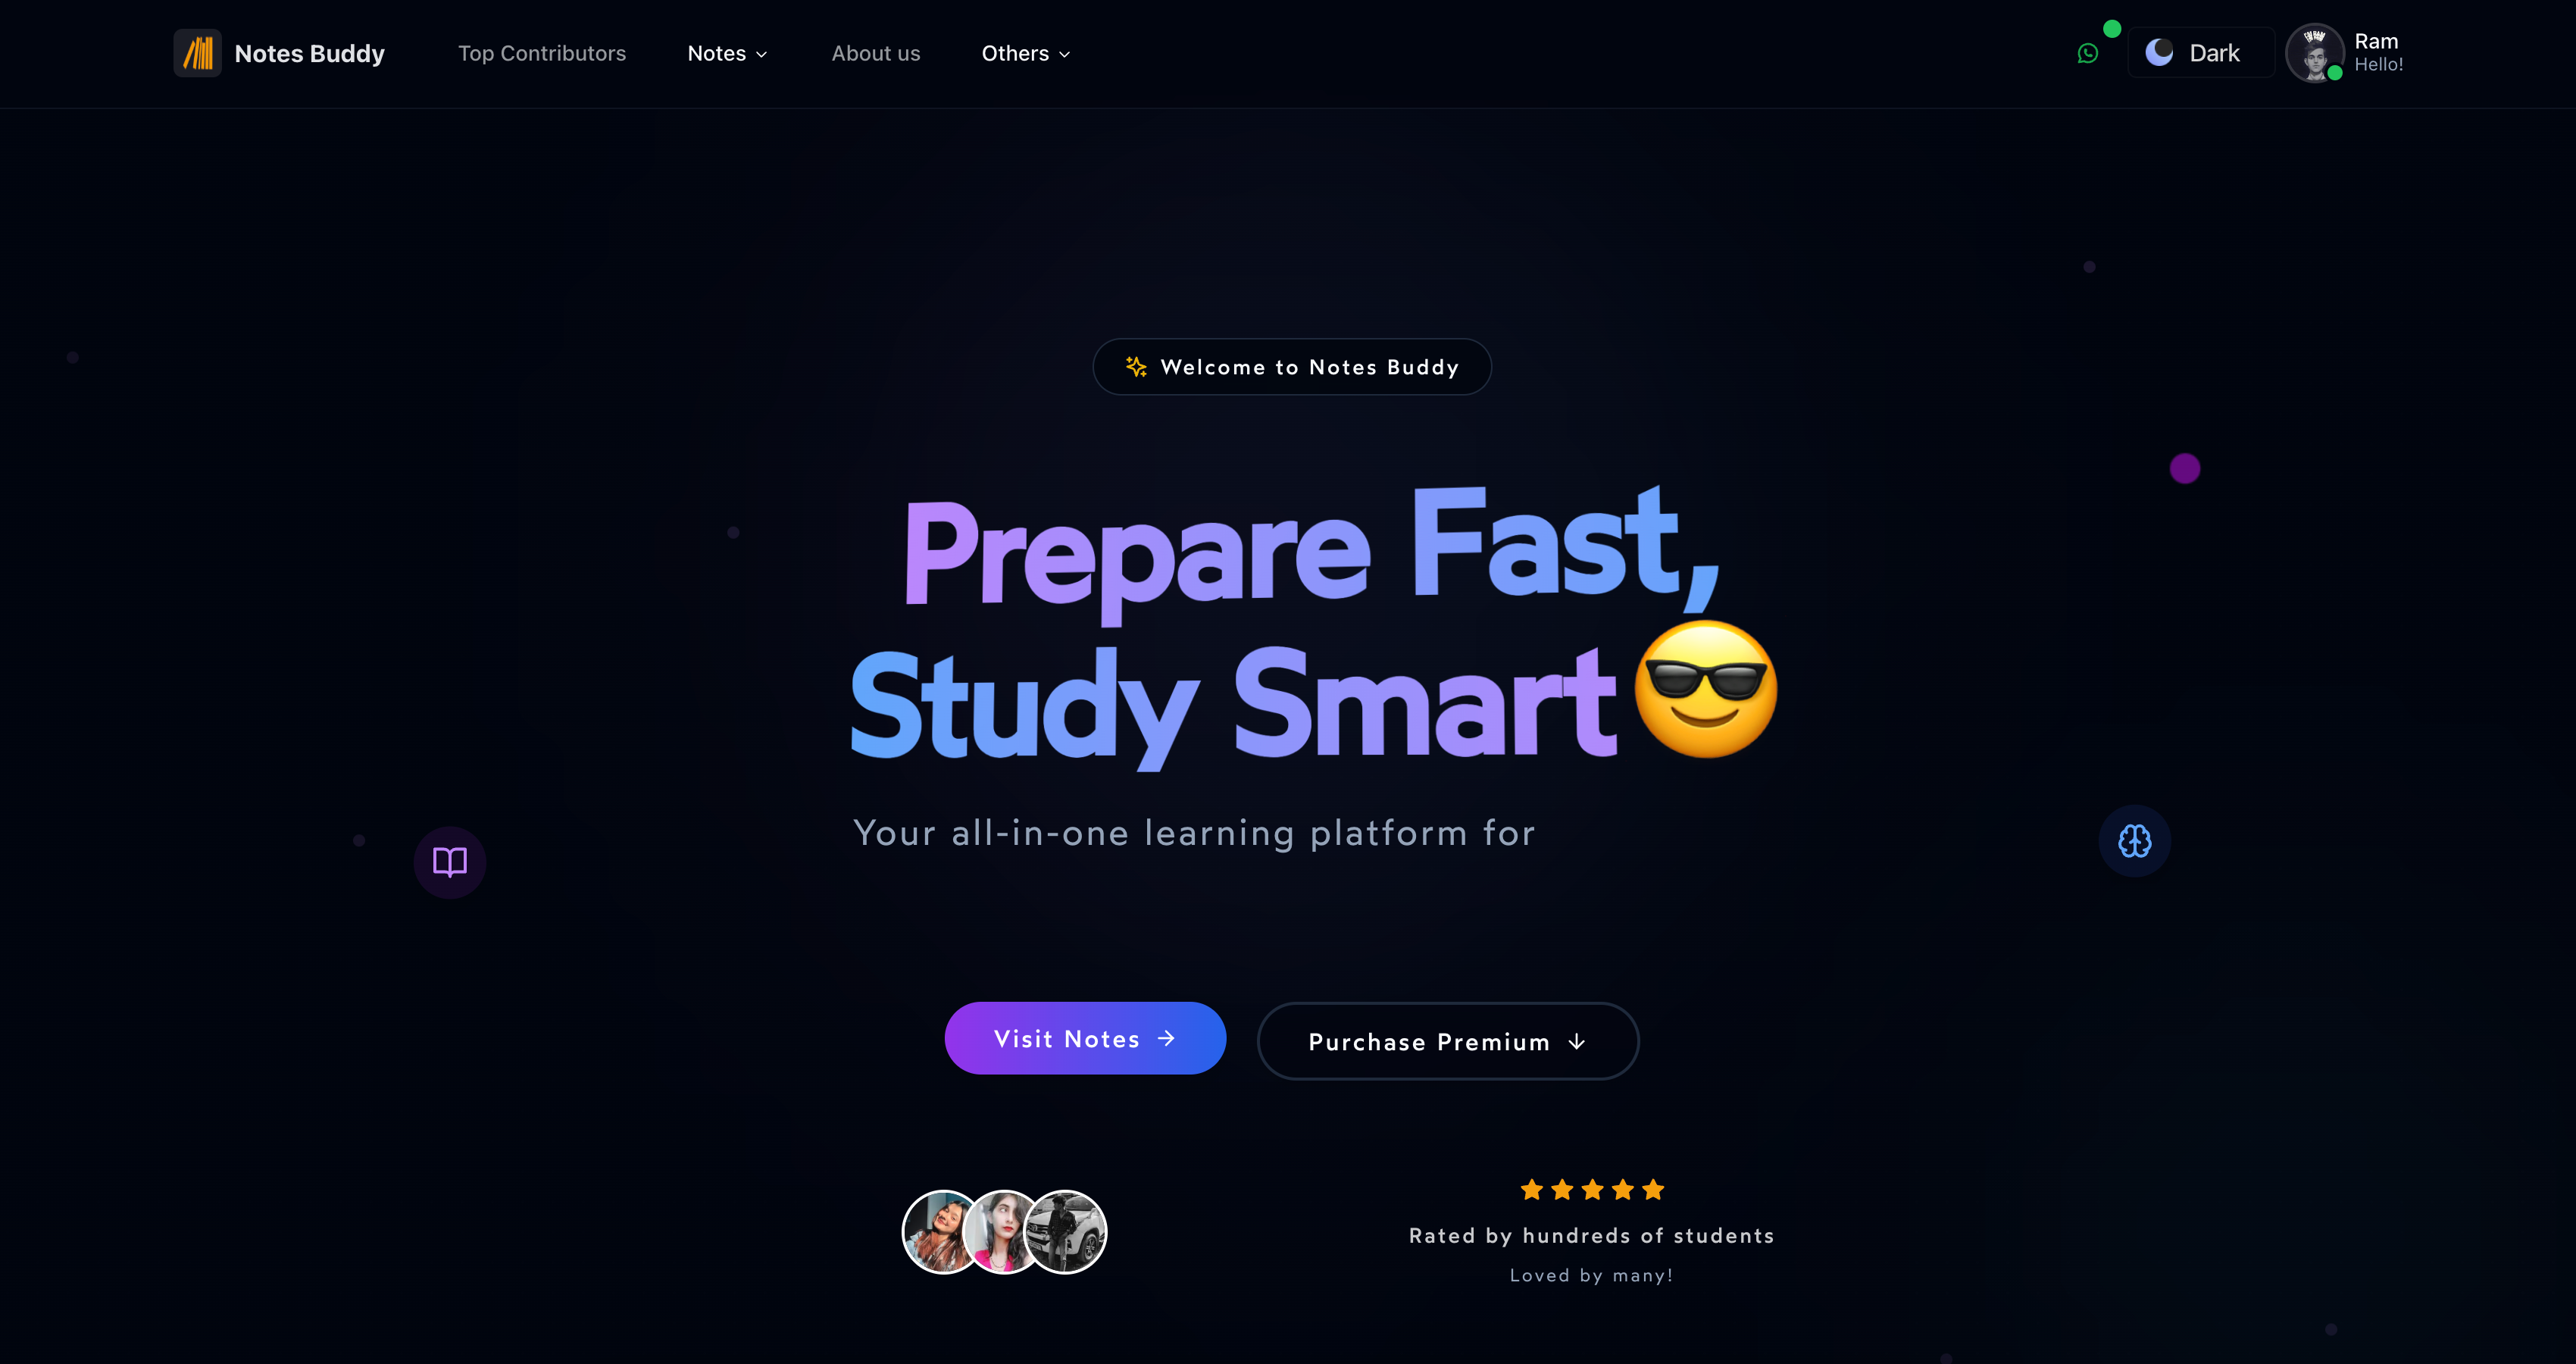 Notes Buddy
Top Contributors
Notes
About us
Others
Dark
Ram
Hello!
Welcome to Notes Buddy
Prepare Fast,
Study Smart😎
Your all-in-one learning platform for
Visit Notes →
Purchase Premium ↓
Rated by hundreds of students
Loved by many!